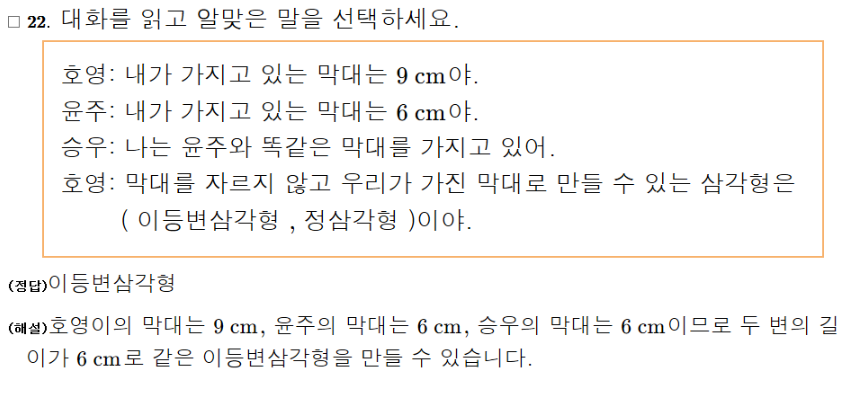 □ 22. 대화를 읽고 알맞은 말을 선택하세요.
호영: 내가 가지고 있는 막대는 9 cm야.
윤주: 내가 가지고 있는 막대는 6 cm야.
승우: 나는 윤주와 똑같은 막대를 가지고 있어.
호영: 막대를 자르지 않고 우리가 가진 막대로 만들 수 있는 삼각형은
( 이등변삼각형 , 정삼각형 )이야.
(정답)이등변삼각형
(해설)호영이의 막대는 9 cm, 윤주의 막대는 6 cm, 승우의 막대는 6 cm이므로 두 변의 길
이가 6 cm로 같은 이등변삼각형을 만들 수 있습니다.